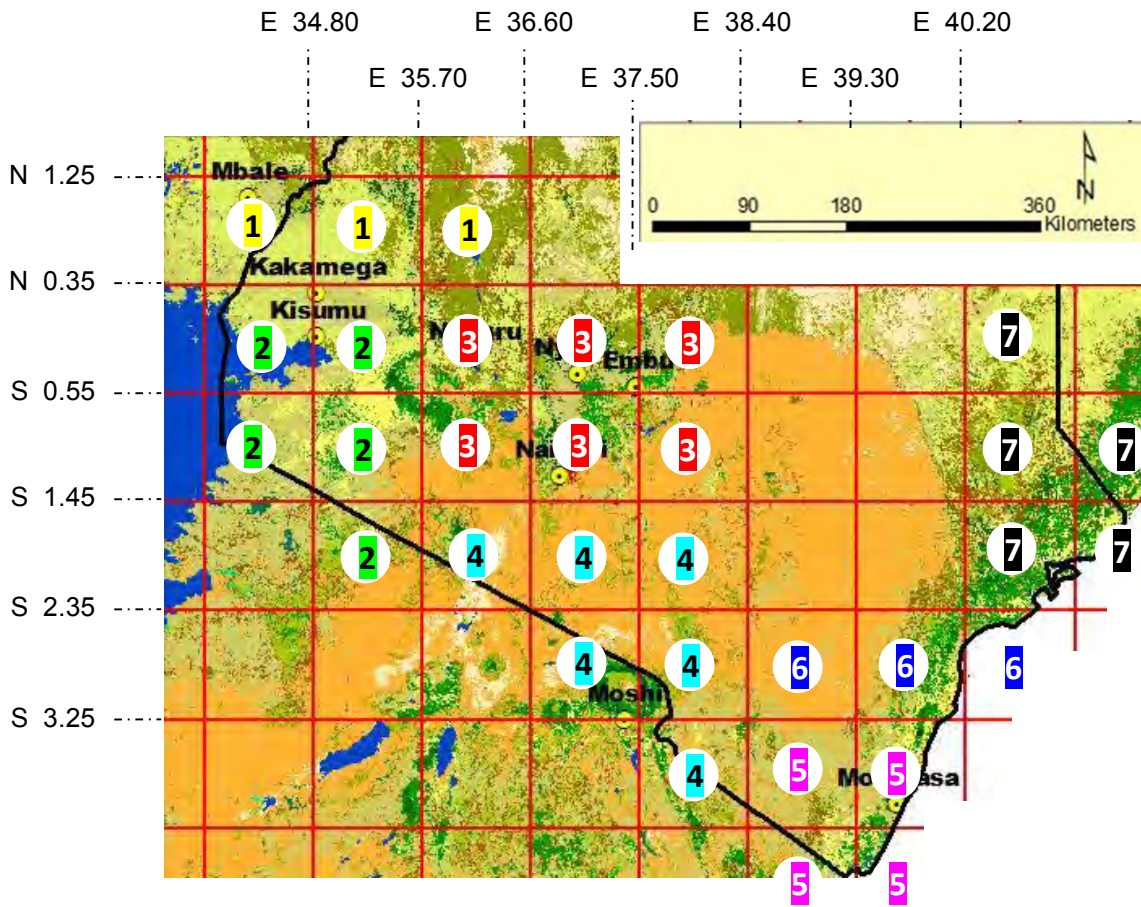 E 34.80 E 36.60 E 38.40 E 40.20
E 35.70 E 37.50 E 39.30
N 1.25
Mbale
N
0 90 180 360
Kilometers
1 1 1
Kakamega
N 0.35
Kisumu
2 2 3 3 3 7
Embu
S 0.55
2 2 3 3 3 7 7
S 1.45
2 4 4 4 7 7
S 2.35
4 4 6 6 6
Moshi
S 3.25
4 5 5
5 5